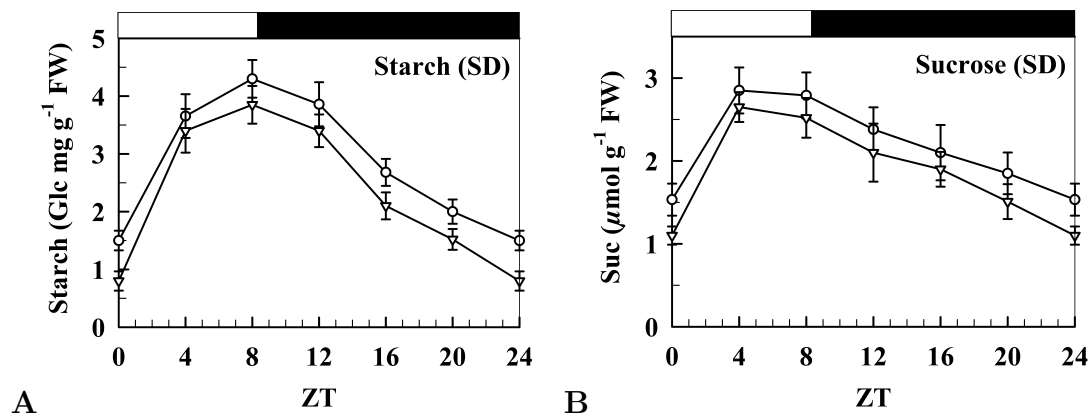 Starch (SD)
Starch (Glc mg g⁻¹ FW)
5
4
3
2
1
0
0 4 8 12 16 20 24
ZT
A
Sucrose (SD)
Suc (μmol g⁻¹ FW)
3
2
1
0
0 4 8 12 16 20 24
ZT
B